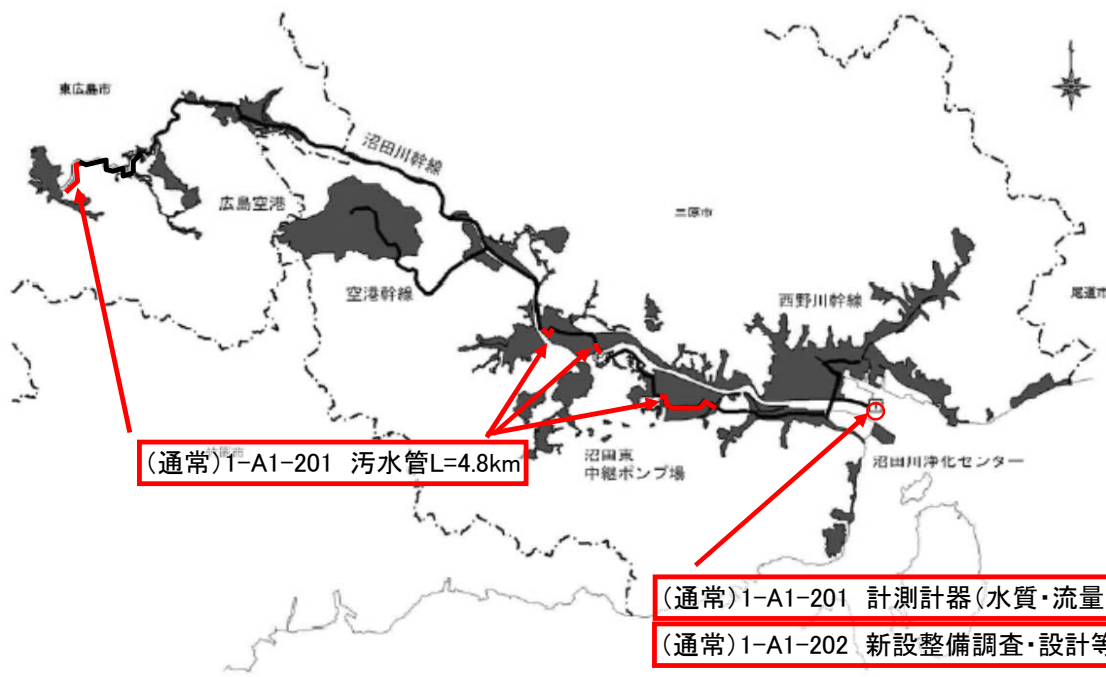 東広島市
沼田川幹線
広島空港
三原市
空港幹線
西野川幹線
尾道市
(通常)1-A1-201 汚水管L=4.8km
沼田東
中継ポンプ場
沼田川浄化センター
(通常)1-A1-201 計測計器(水質・流量
(通常)1-A1-202 新設整備調査・設計等